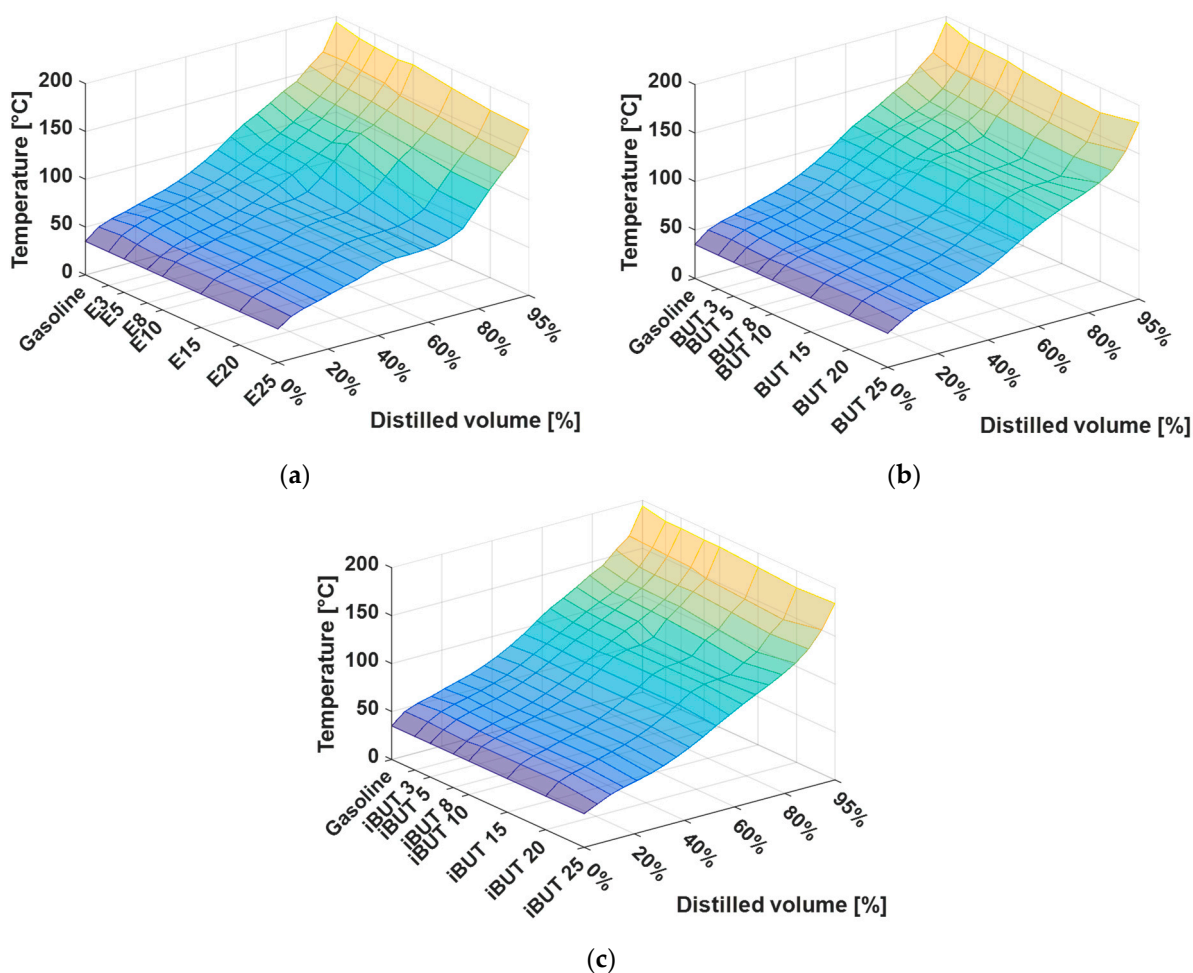 200
150
100
50
0
Temperature [°C]
Gasoline
E3
E5
E8
E10
E15
E20
E25
0%
20%
40%
60%
80%
95%
Distilled volume [%]
(a)
200
150
100
50
0
Temperature [°C]
Gasoline
BUT 3
BUT 5
BUT 8
BUT 10
BUT 15
BUT 20
BUT 25
0%
20%
40%
60%
80%
95%
Distilled volume [%]
(b)
200
150
100
50
0
Temperature [°C]
Gasoline
iBUT 3
iBUT 5
iBUT 8
iBUT 10
iBUT 15
iBUT 20
iBUT 25
0%
20%
40%
60%
80%
95%
Distilled volume [%]
(c)